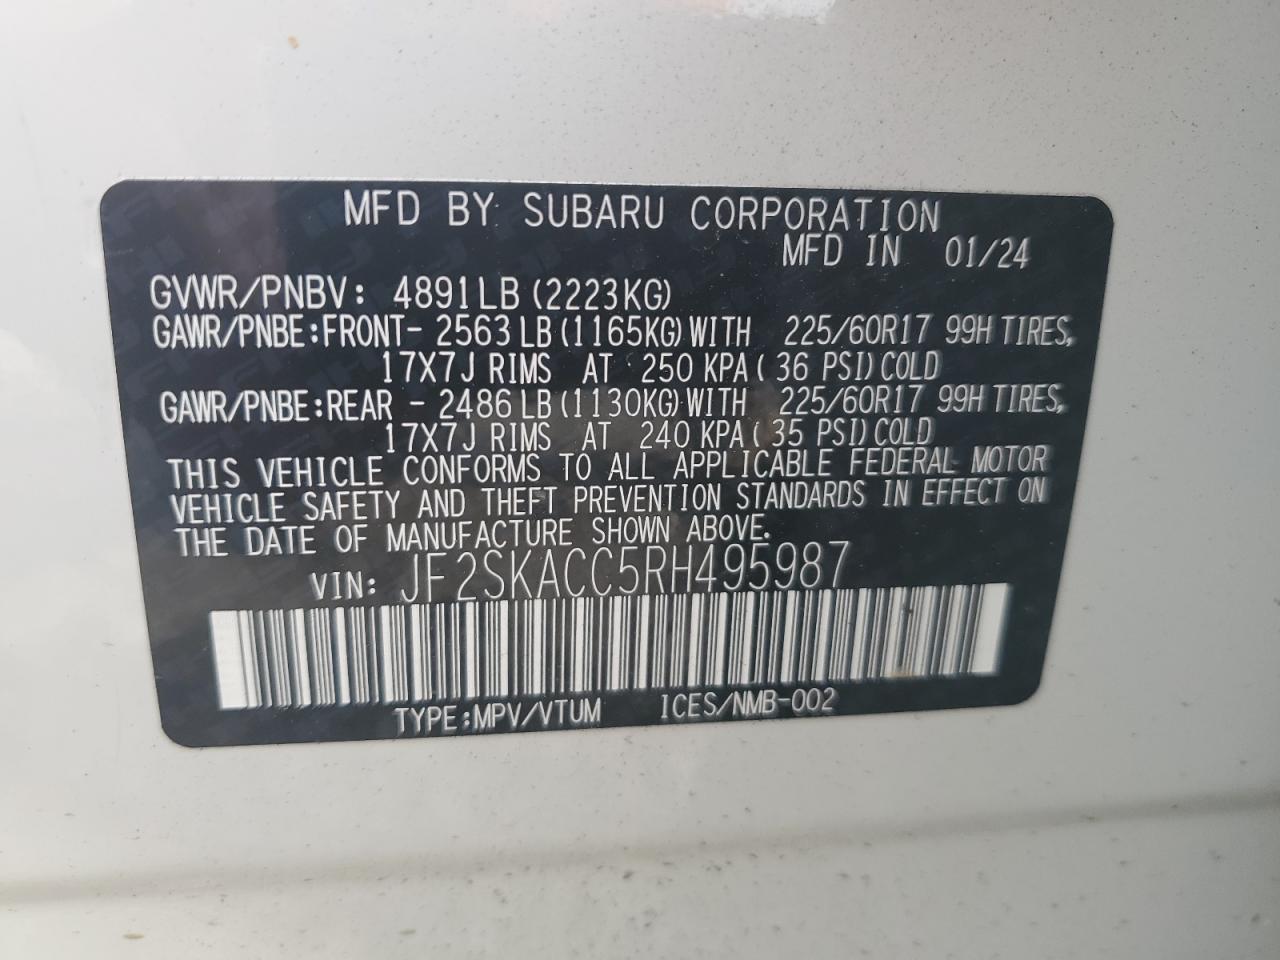 MFD BY SUBARU CORPORATION
MFD IN 01/24
GVWR/PNBV: 4891LB (2223KG)
GAWR/PNBE:FRONT- 2563LB (1165KG) WITH 225/60R17 99H TIRES,
17X7J RIMS AT 250 KPA ( 36 PSI) COLD
GAWR/PNBE:REAR - 2486LB (1130KG) WITH 225/60R17 99H TIRES,
17X7J RIMS AT 240 KPA ( 35 PSI) COLD
THIS VEHICLE CONFORMS TO ALL APPLICABLE FEDERAL MOTOR
VEHICLE SAFETY AND THEFT PREVENTION STANDARDS IN EFFECT ON
THE DATE OF MANUFACTURE SHOWN ABOVE.
VIN: JF2SKACC5RH495987
TYPE:MPV/VTUM ICES/NMB-002